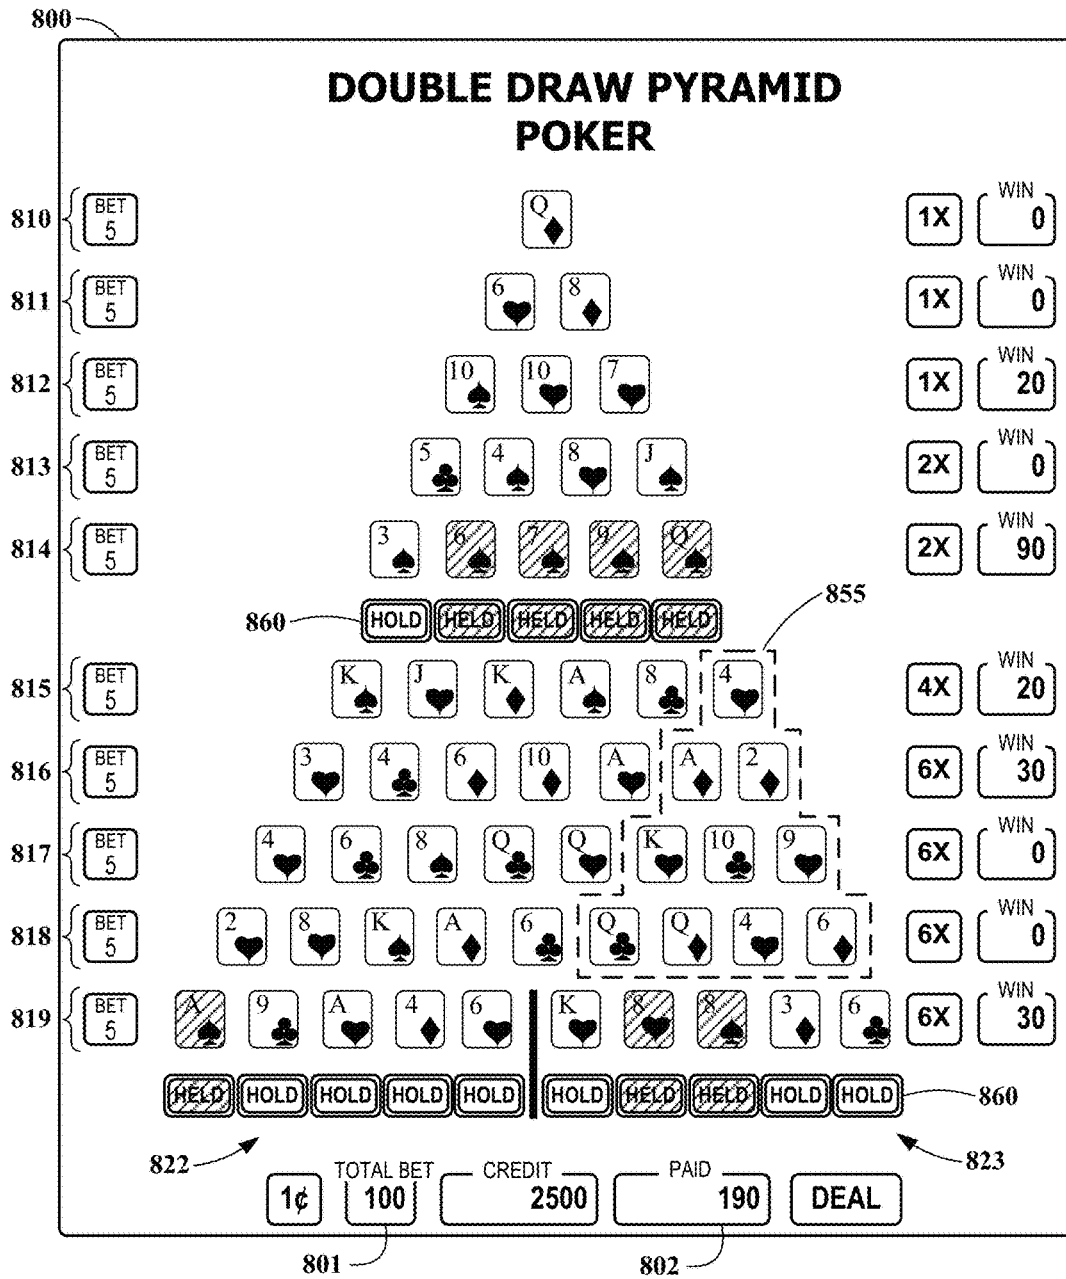 800
DOUBLE DRAW PYRAMID
POKER
810 BET 5 Q 1X WIN 0
811 BET 5 6 8 1X WIN 0
812 BET 5 10 10 7 1X WIN 20
813 BET 5 5 4 8 J 2X WIN 0
814 BET 5 3 6 7 9 Q 2X WIN 90
855
860 HOLD HELD HELD HELD HELD
815 BET 5 K J K A 8 4 4X WIN 20
816 BET 5 3 4 6 10 A A 2 6X WIN 30
817 BET 5 4 6 8 Q Q K 10 9 6X WIN 0
818 BET 5 2 8 K A 6 Q Q 4 6 6X WIN 0
819 BET 5 A 9 A 4 6 K 8 8 3 6 6X WIN 30
HELD HOLD HOLD HOLD HOLD HOLD HELD HELD HOLD HOLD 860
822 823
1¢ TOTAL BET 100 CREDIT 2500 PAID 190 DEAL
801 802